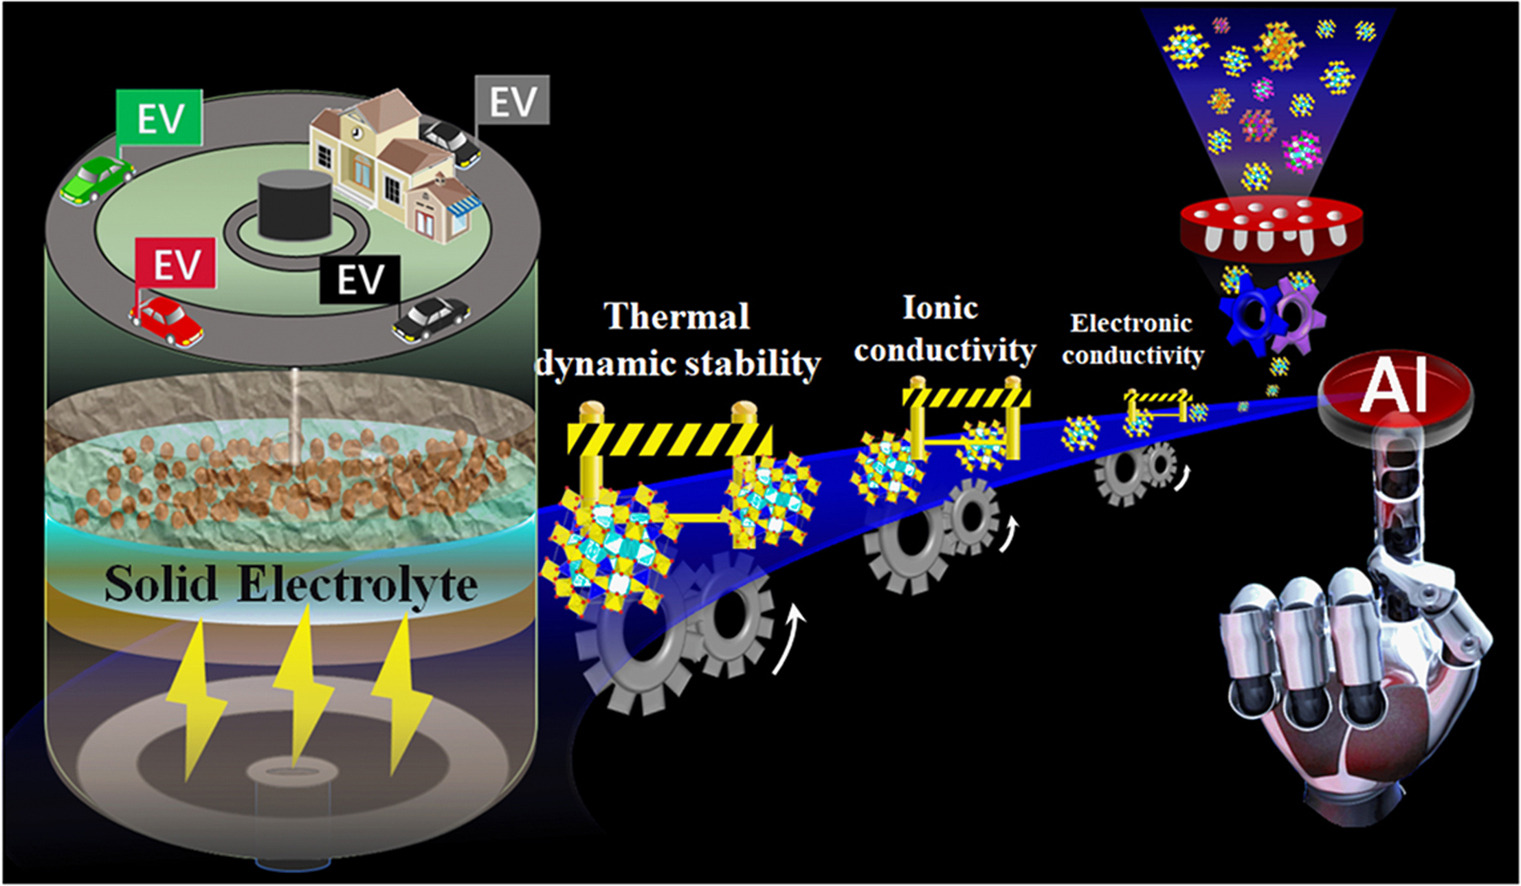 EV
EV
EV
EV
Thermal
dynamic stability
Ionic
conductivity
Electronic
conductivity
AI
Solid Electrolyte